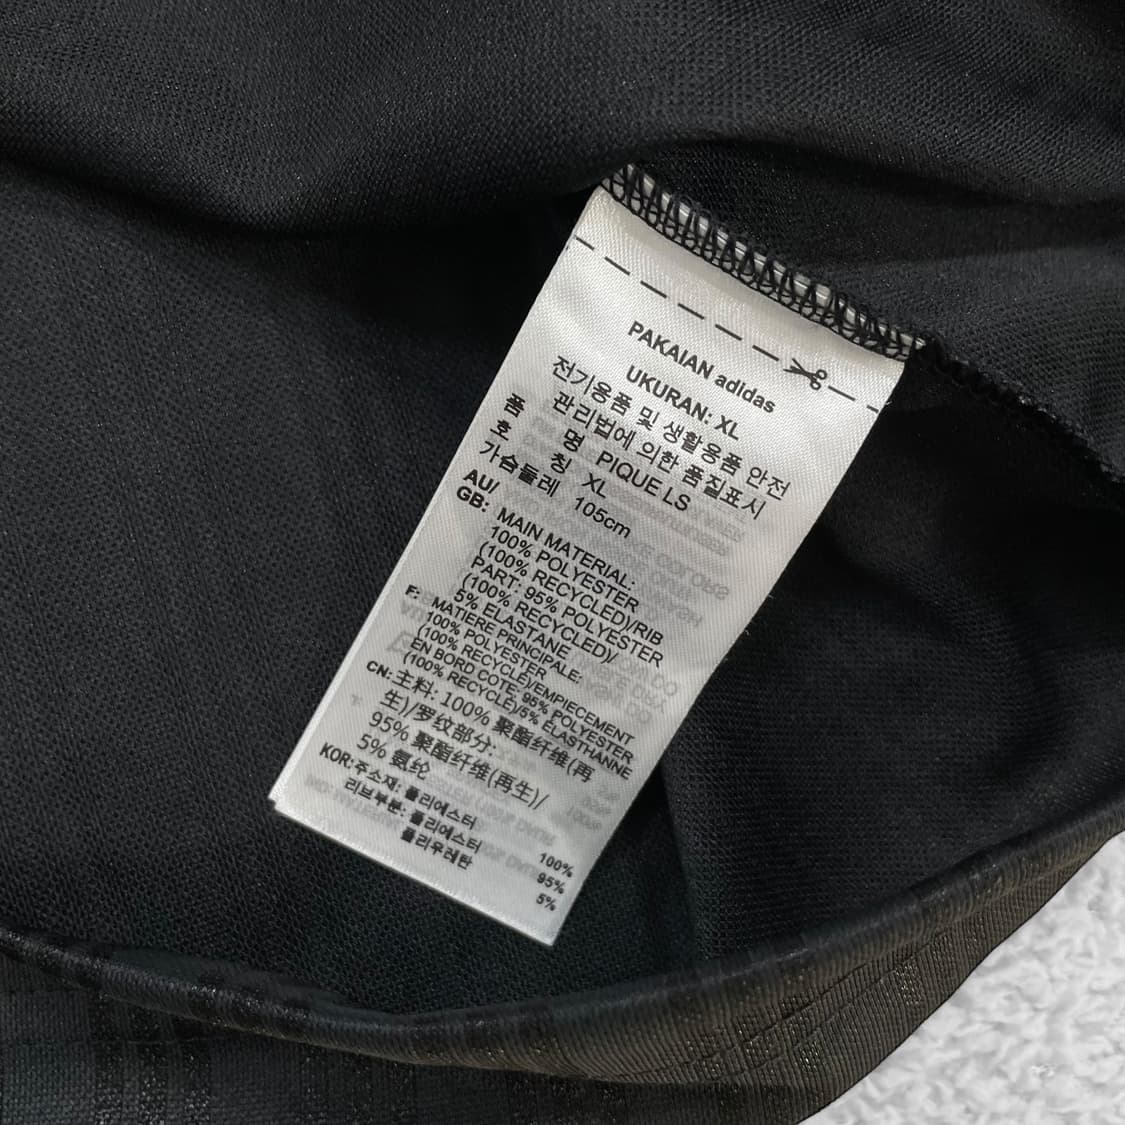 PAKAIAN adidas
UKURAN: XL
전기용품 및 생활용품 안전
관리법에 의한 품질표시
품 명 PIQUE LS
호 칭 XL
가슴둘레 105cm
AU/
GB: MAIN MATERIAL:
100% POLYESTER
(100% RECYCLED)/RIB
PART: 95% POLYESTER
(100% RECYCLED)/
5% ELASTANE
F: MATIERE PRINCIPALE:
100% POLYESTER
(100% RECYCLÉ)/EMPIECEMENT
EN BORD COTE: 95% POLYESTER
(100% RECYCLÉ)/5% ÉLASTHANNE
CN: 主料: 100% 聚酯纤维(再
生)/罗纹部分:
95% 聚酯纤维(再生)/
5% 氨纶
KOR: 주소재: 폴리에스터 100%
리브부분: 폴리에스터 95%
폴리우레탄 5%